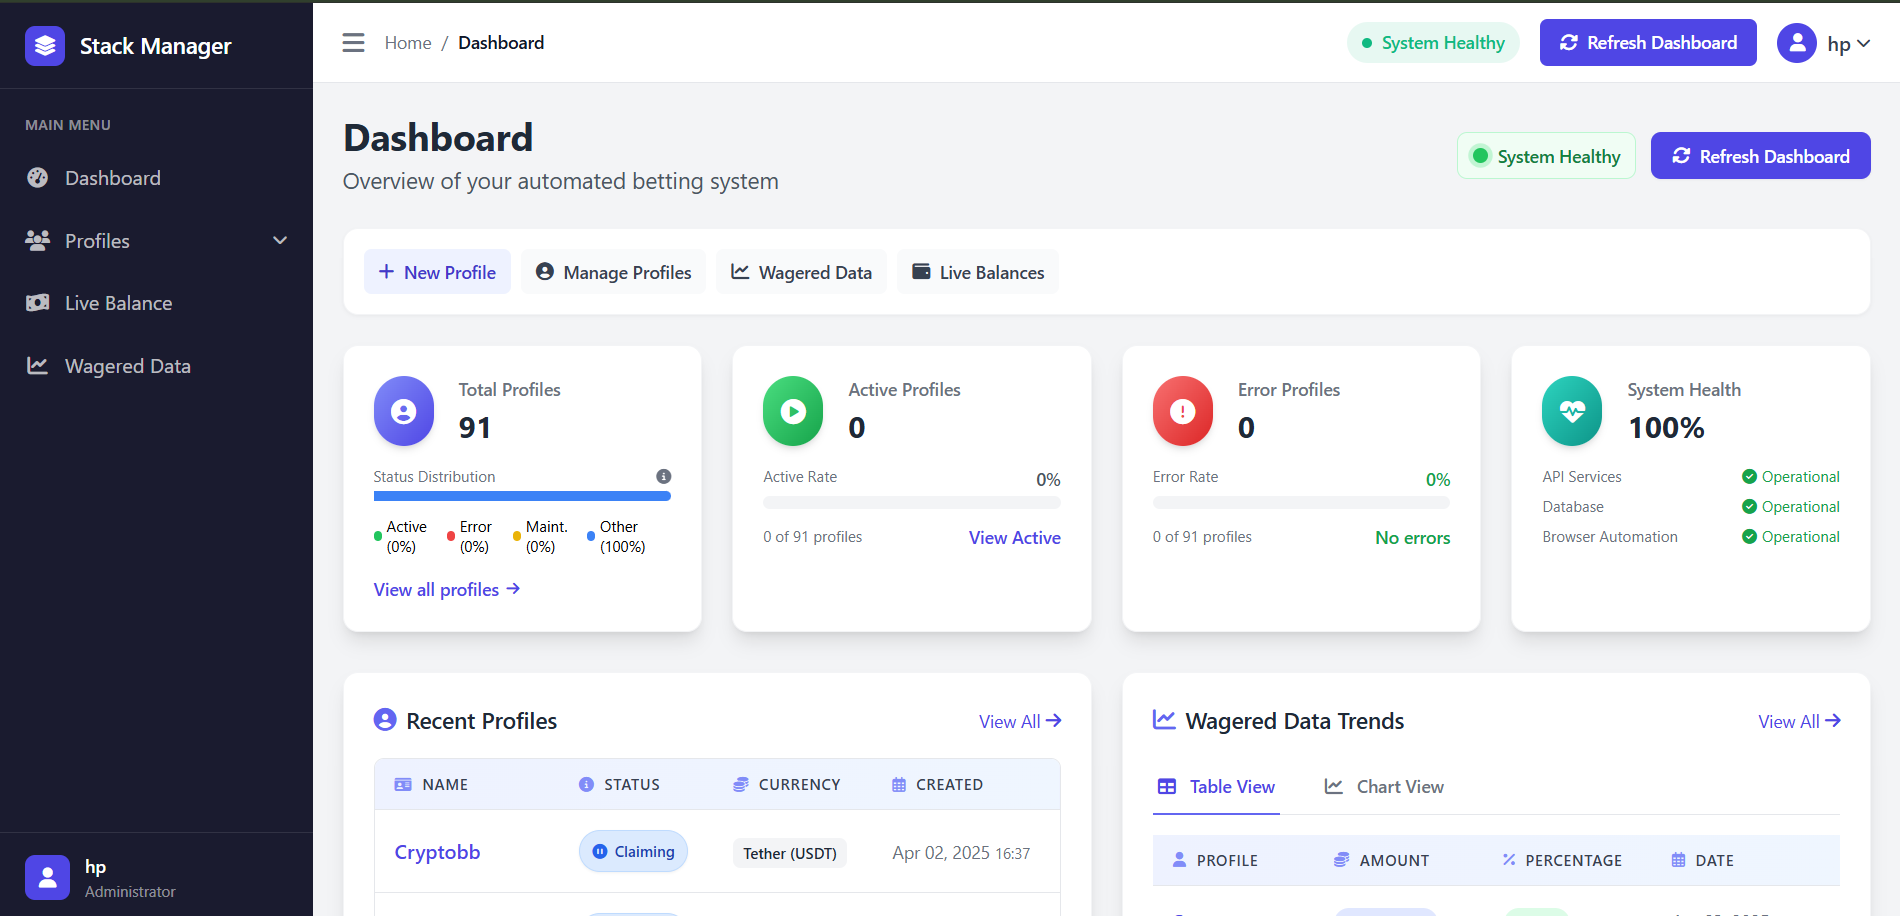 Stack Manager
MAIN MENU
Dashboard
Profiles
Live Balance
Wagered Data
hp
Administrator
Home / Dashboard
System Healthy
Refresh Dashboard
hp
Dashboard
Overview of your automated betting system
System Healthy
Refresh Dashboard
New Profile
Manage Profiles
Wagered Data
Live Balances
Total Profiles
91
Status Distribution
Active (0%)
Error (0%)
Maint. (0%)
Other (100%)
View all profiles
Active Profiles
0
Active Rate 0%
0 of 91 profiles View Active
Error Profiles
0
Error Rate 0%
0 of 91 profiles No errors
System Health
100%
API Services Operational
Database Operational
Browser Automation Operational
Recent Profiles View All
NAME STATUS CURRENCY CREATED
Cryptobb Claiming Tether (USDT) Apr 02, 2025 16:37
Wagered Data Trends View All
Table View Chart View
PROFILE AMOUNT PERCENTAGE DATE